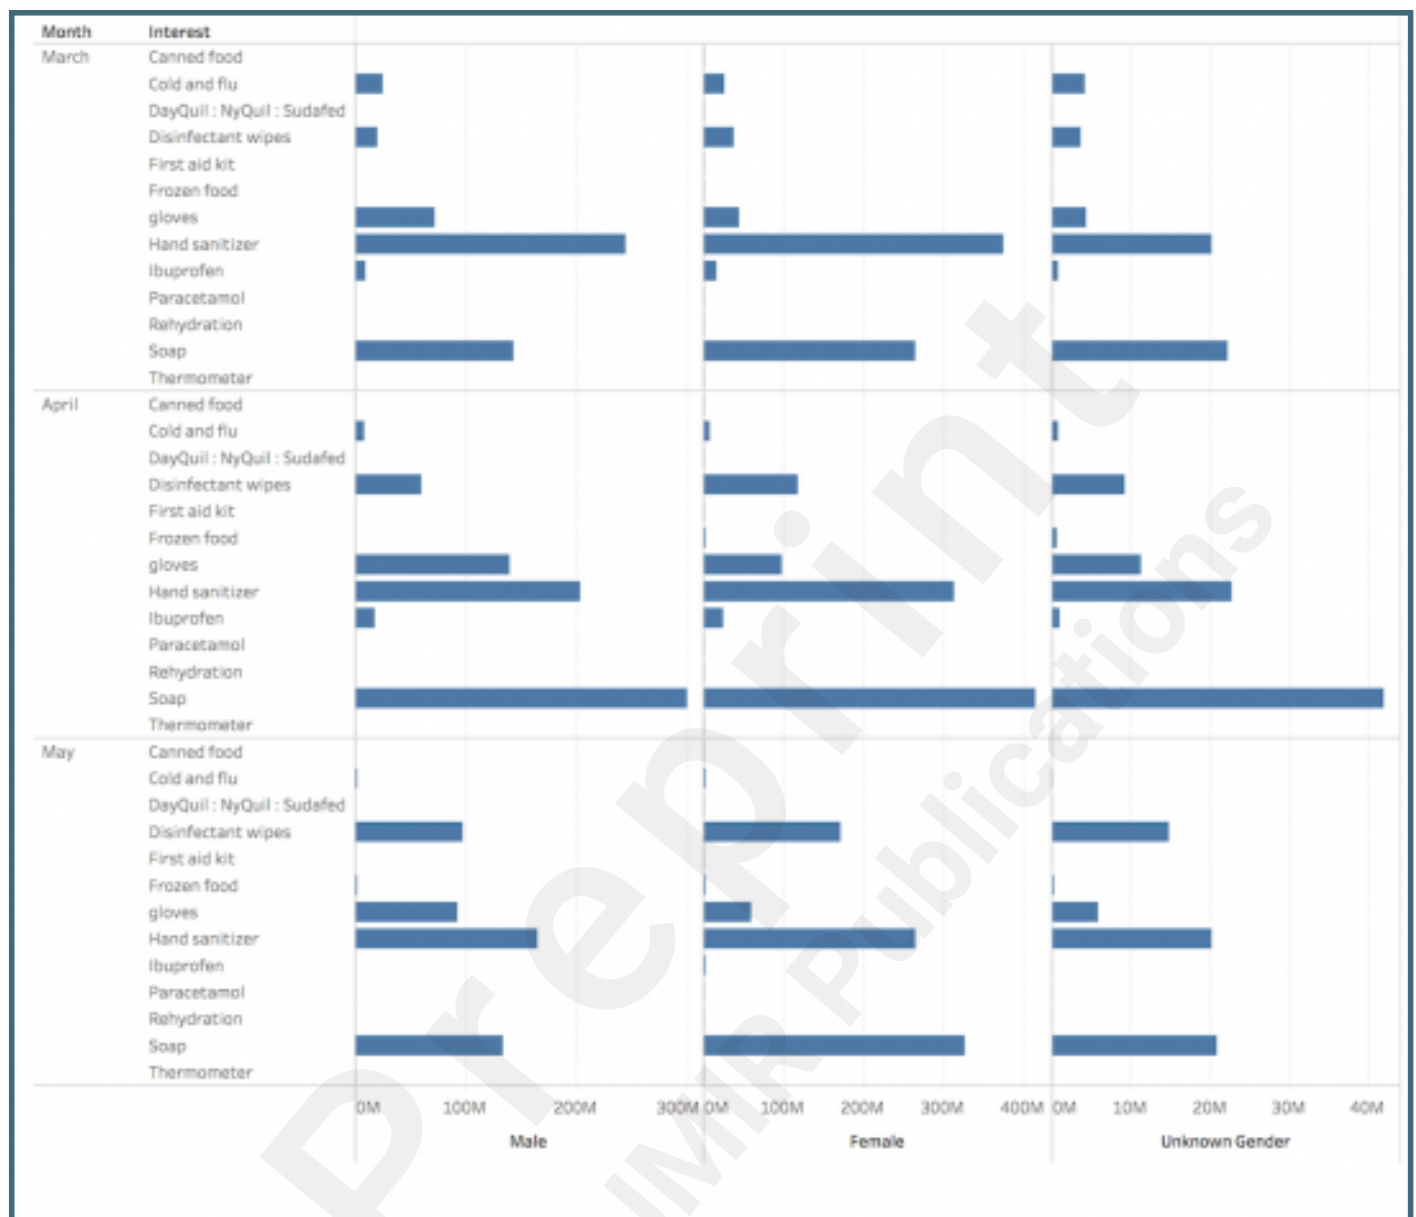 Month Interest
March Canned food
Cold and flu
DayQuil : NyQuil : Sudafed
Disinfectant wipes
First aid kit
Frozen food
gloves
Hand sanitizer
Ibuprofen
Paracetamol
Rehydration
Soap
Thermometer
April Canned food
Cold and flu
DayQuil : NyQuil : Sudafed
Disinfectant wipes
First aid kit
Frozen food
gloves
Hand sanitizer
Ibuprofen
Paracetamol
Rehydration
Soap
Thermometer
May Canned food
Cold and flu
DayQuil : NyQuil : Sudafed
Disinfectant wipes
First aid kit
Frozen food
gloves
Hand sanitizer
Ibuprofen
Paracetamol
Rehydration
Soap
Thermometer
0M 100M 200M 300M 0M 100M 200M 300M 400M 0M 10M 20M 30M 40M
Male Female Unknown Gender
Preprint
JMIR Publications